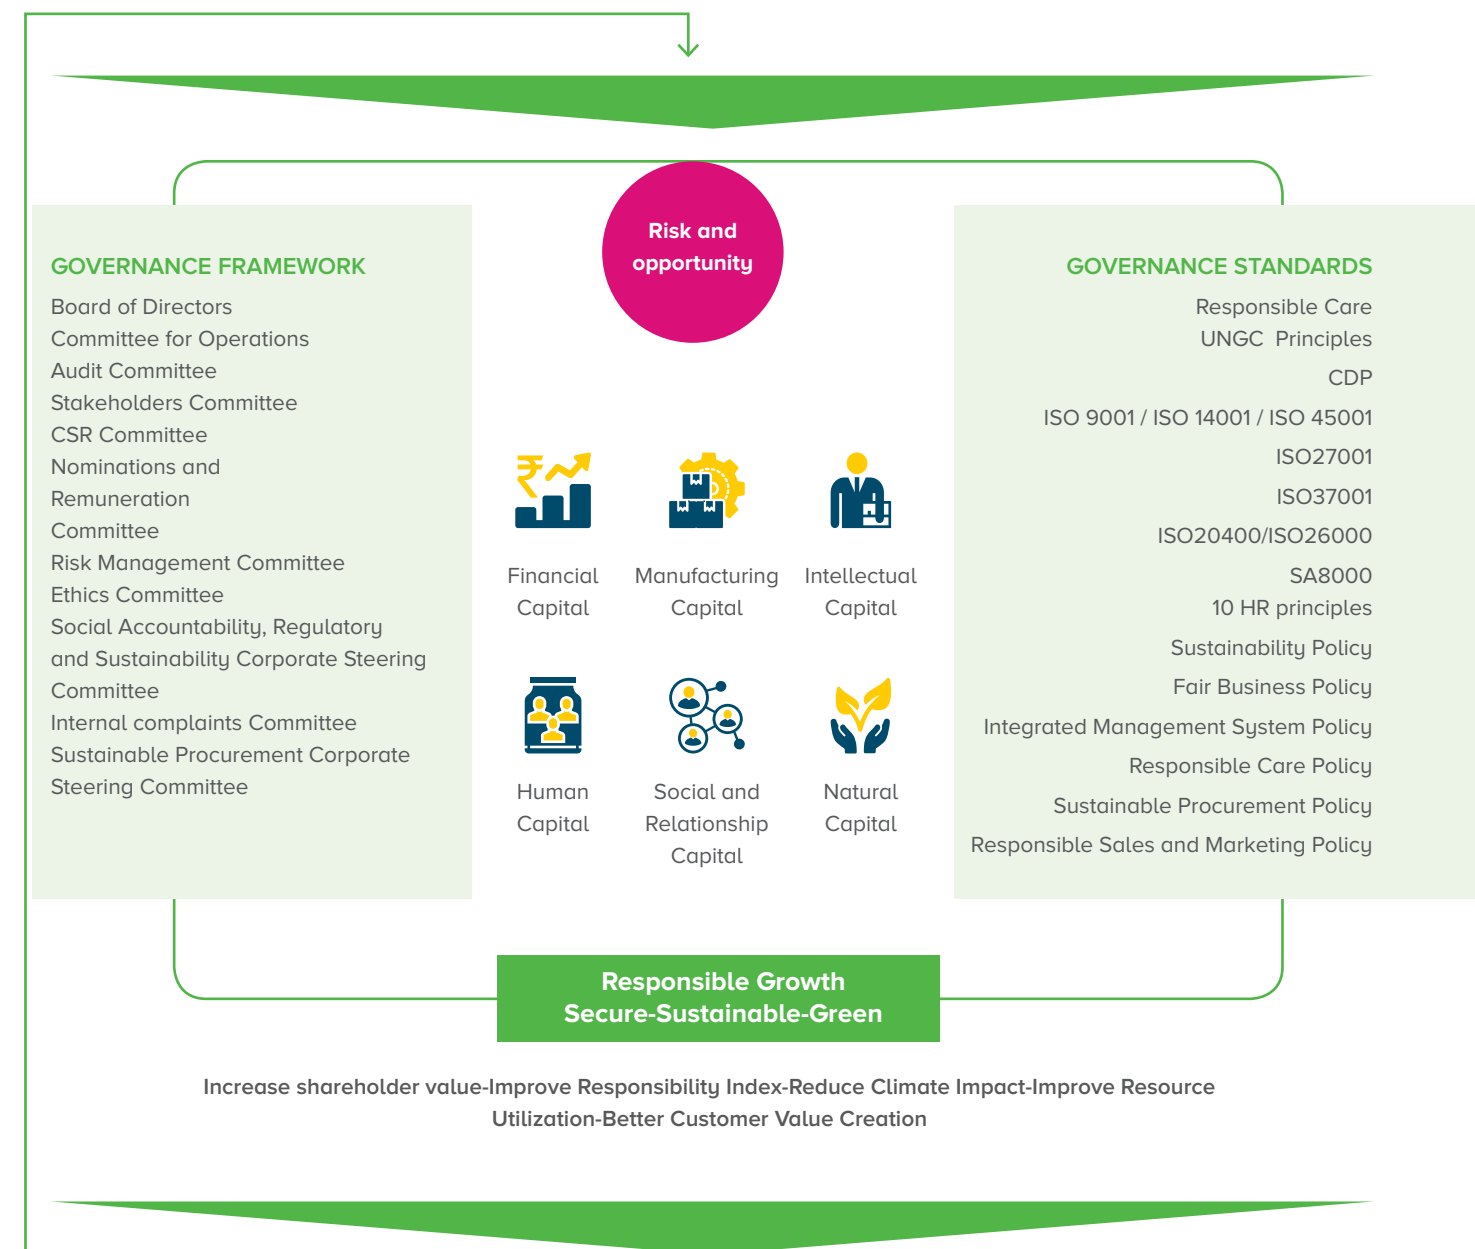 Risk and
opportunity
GOVERNANCE FRAMEWORK
Board of Directors
Committee for Operations
Audit Committee
Stakeholders Committee
CSR Committee
Nominations and
Remuneration
Committee
Risk Management Committee
Ethics Committee
Social Accountability, Regulatory
and Sustainability Corporate Steering
Committee
Internal complaints Committee
Sustainable Procurement Corporate
Steering Committee
₹
Financial
Capital
Manufacturing
Capital
Intellectual
Capital
Human
Capital
Social and
Relationship
Capital
Natural
Capital
GOVERNANCE STANDARDS
Responsible Care
UNGC Principles
CDP
ISO 9001 / ISO 14001 / ISO 45001
ISO27001
ISO37001
ISO20400/ISO26000
SA8000
10 HR principles
Sustainability Policy
Fair Business Policy
Integrated Management System Policy
Responsible Care Policy
Sustainable Procurement Policy
Responsible Sales and Marketing Policy
Responsible Growth
Secure-Sustainable-Green
Increase shareholder value-Improve Responsibility Index-Reduce Climate Impact-Improve Resource
Utilization-Better Customer Value Creation